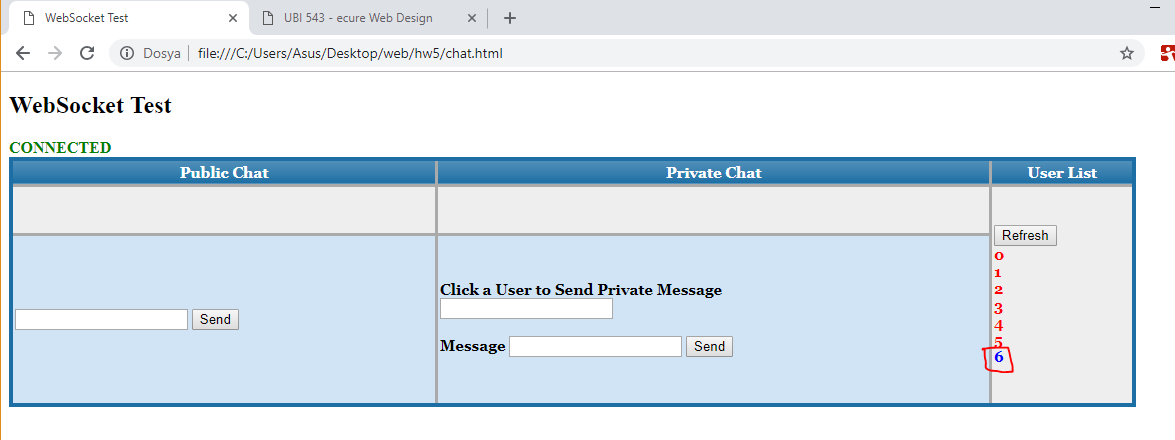 WebSocket Test
UBI 543 - ecure Web Design
Dosya
file:///C:/Users/Asus/Desktop/web/hw5/chat.html
WebSocket Test
CONNECTED
Public Chat
Private Chat
User List
Refresh
0
1
2
3
4
5
6
Send
Click a User to Send Private Message
Message
Send